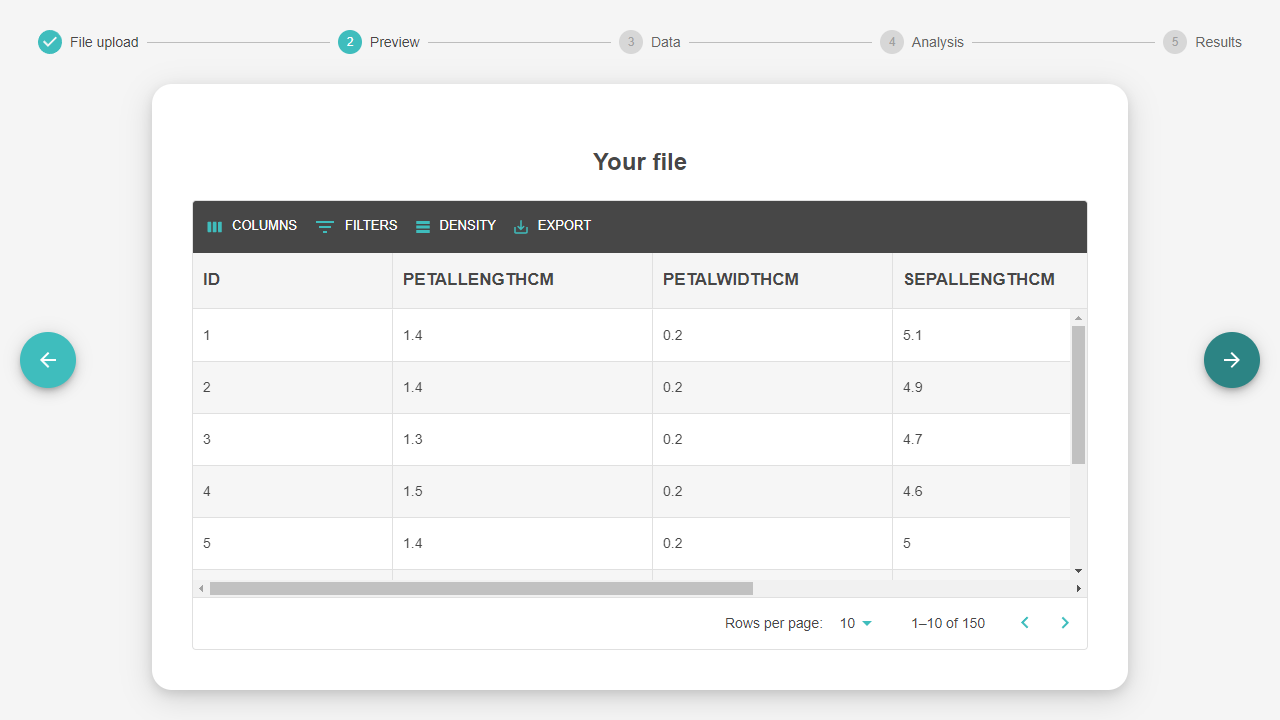 File upload 2 Preview 3 Data 4 Analysis 5 Results
Your file
COLUMNS FILTERS DENSITY EXPORT
ID PETALLENGTHCM PETALWIDTHCM SEPALLENGTHCM
1 1.4 0.2 5.1
2 1.4 0.2 4.9
3 1.3 0.2 4.7
4 1.5 0.2 4.6
5 1.4 0.2 5
Rows per page: 10 1–10 of 150